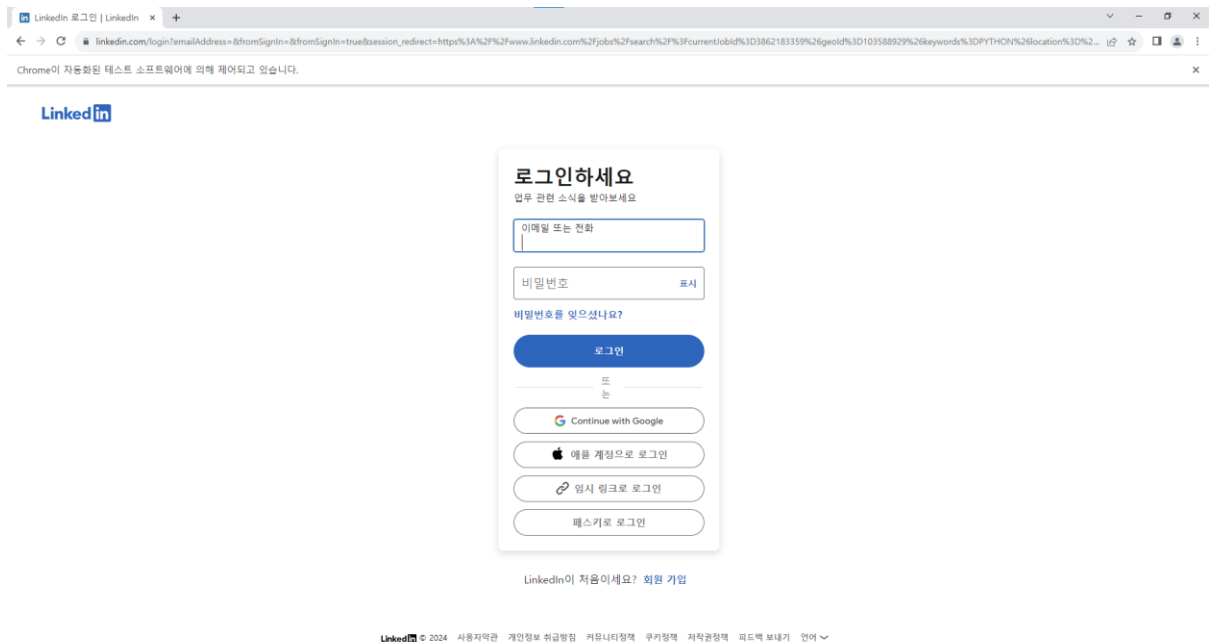 LinkedIn 로그인 | LinkedIn
linkedin.com/login?emailAddress=&fromSignIn=&fromSignIn=true&session_redirect=https%3A%2F%2Fwww.linkedin.com%2Fjobs%2Fsearch%2F%3FcurrentJobId%3D3862183359%26geoId%3D103588929%26keywords%3DPYTHON%26location%3D%2...
Chrome이 자동화된 테스트 소프트웨어에 의해 제어되고 있습니다.
Linked in
로그인하세요
업무 관련 소식을 받아보세요
이메일 또는 전화
비밀번호 표시
비밀번호를 잊으셨나요?
로그인
또
는
Continue with Google
애플 계정으로 로그인
임시 링크로 로그인
패스키로 로그인
LinkedIn이 처음이세요? 회원 가입
Linked in © 2024 사용자약관 개인정보 취급방침 커뮤니티정책 쿠키정책 저작권정책 피드백 보내기 언어